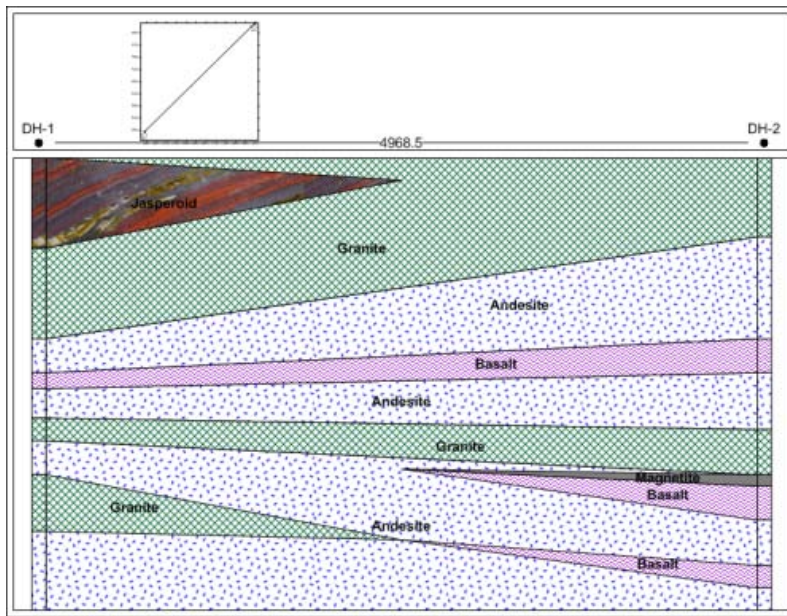 DH-1
DH-2
4968.5
Jasperoid
Granite
Andesite
Basalt
Andesite
Granite
Magnetite
Basalt
Granite
Andesite
Basalt